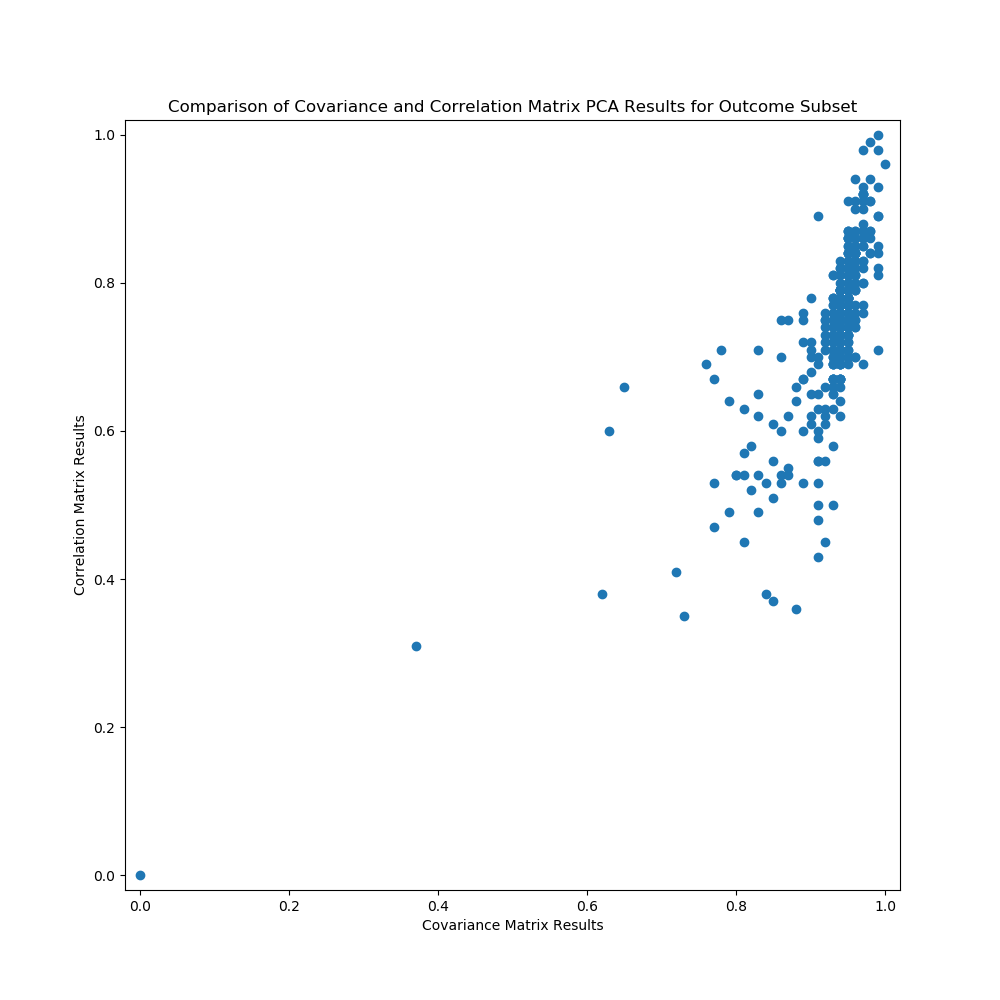 Comparison of Covariance and Correlation Matrix PCA Results for Outcome Subset
1.0
0.8
0.6
0.4
0.2
0.0
Correlation Matrix Results
0.0 0.2 0.4 0.6 0.8 1.0
Covariance Matrix Results